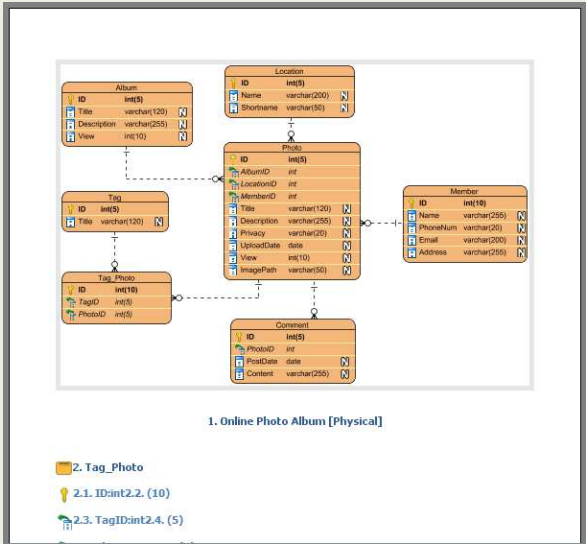 Location
ID int(5)
Name varchar(200) N
Shortname varchar(50) N
Album
ID int(5)
Title varchar(120) N
Description varchar(255) N
View int(10) N
Photo
ID int(5)
AlbumID int
LocationID int
MemberID int
Title varchar(120) N
Description varchar(255) N
Privacy varchar(20) N
UploadDate date N
View int(10) N
ImagePath varchar(50) N
Member
ID int(10)
Name varchar(255) N
PhoneNum varchar(20) N
Email varchar(200) N
Address varchar(255) N
Tag
ID int(5)
Title varchar(120) N
Tag_Photo
ID int(10)
TagID int(5)
PhotoID int(5)
Comment
ID int(5)
PhotoID int
PostDate date N
Content varchar(255) N
1. Online Photo Album [Physical]
2. Tag_Photo
2.1. ID:int2.2. (10)
2.3. TagID:int2.4. (5)